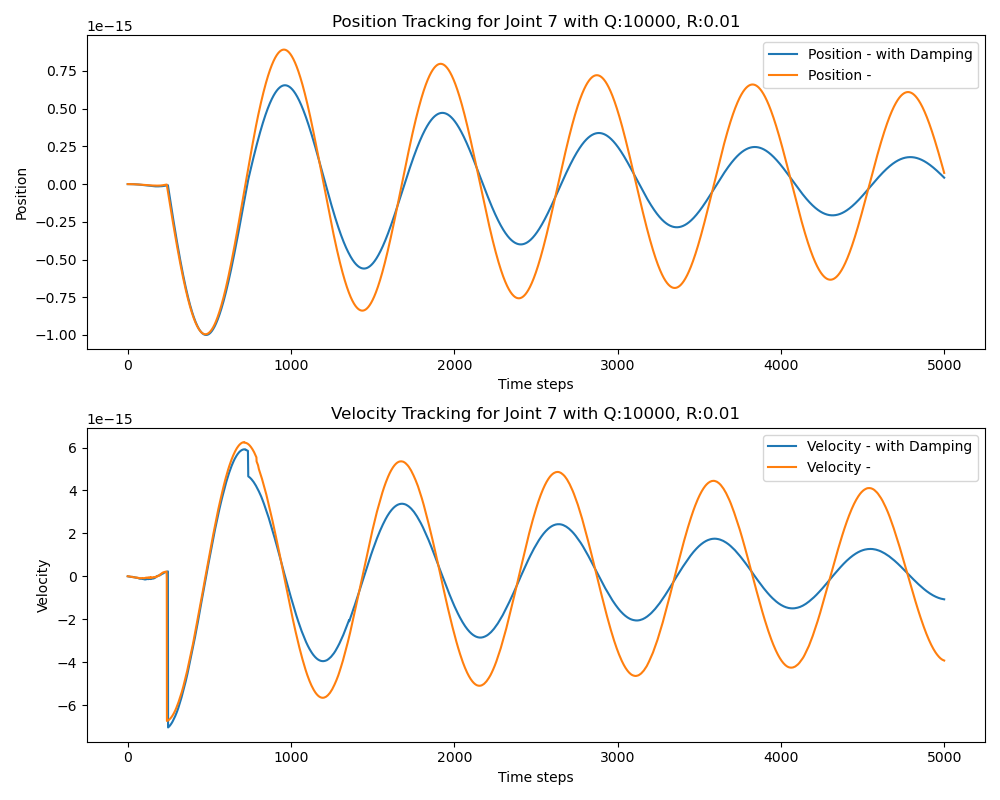 Position Tracking for Joint 7 with Q:10000, R:0.01
1e−15
Position - with Damping
Position -
0.75
0.50
0.25
0.00
−0.25
−0.50
−0.75
−1.00
Position
0 1000 2000 3000 4000 5000
Time steps
Velocity Tracking for Joint 7 with Q:10000, R:0.01
1e−15
Velocity - with Damping
Velocity -
6
4
2
0
−2
−4
−6
Velocity
0 1000 2000 3000 4000 5000
Time steps